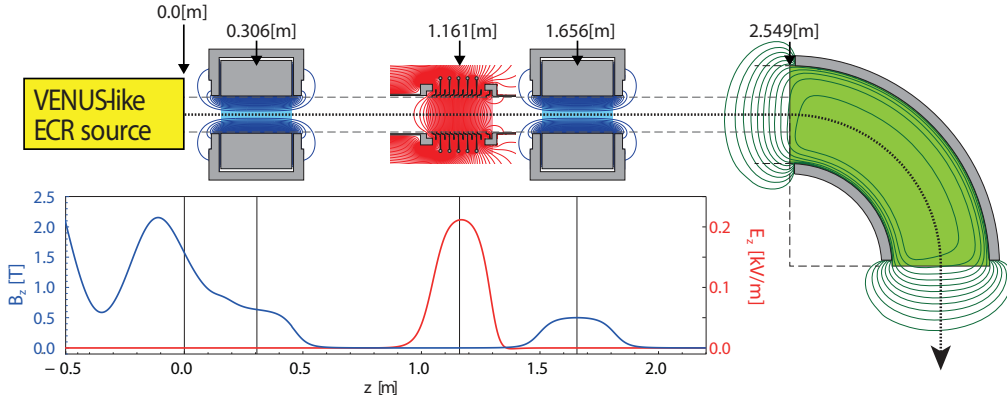 0.0[m]
0.306[m]
1.161[m]
1.656[m]
2.549[m]
VENUS-like
ECR source
2.5
2.0
1.5
1.0
0.5
0.0
B_z [T]
0.2
0.1
0.0
E_z [kV/m]
− 0.5
0.0
0.5
1.0
1.5
2.0
z [m]